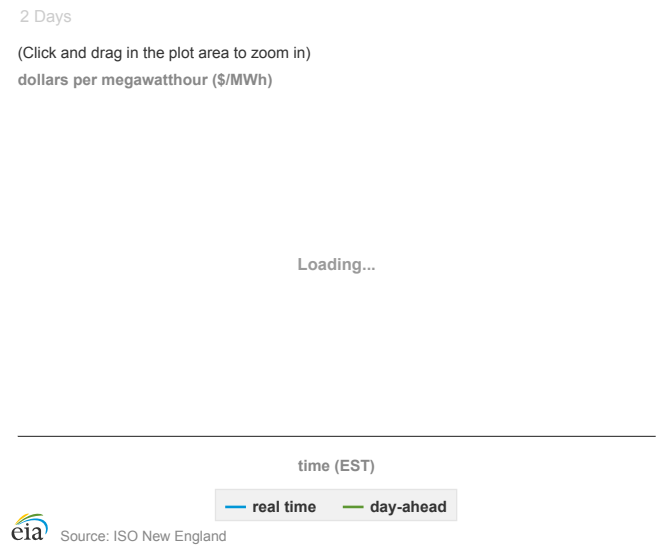 2 Days
(Click and drag in the plot area to zoom in)
dollars per megawatthour ($/MWh)
Loading...
time (EST)
real time day-ahead
eia Source: ISO New England